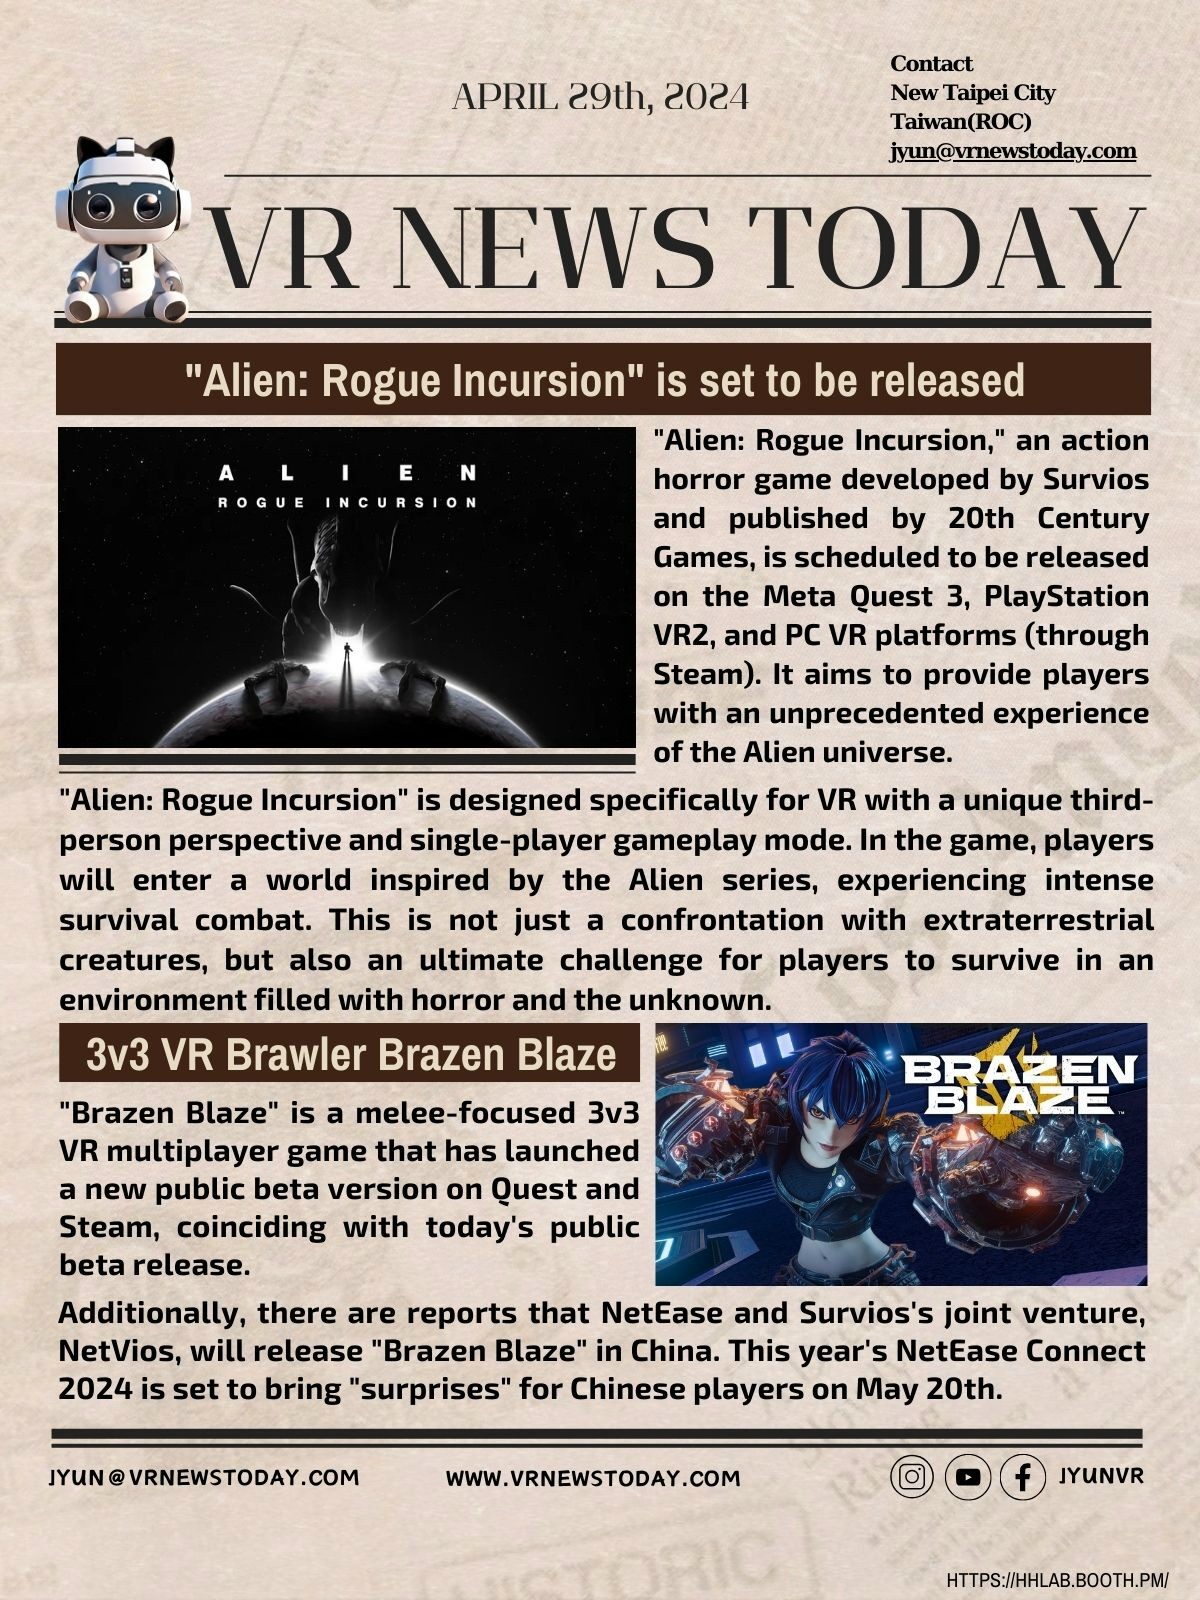 APRIL 29th, 2024
Contact
New Taipei City
Taiwan(ROC)
jyun@vrnewstoday.com
VR NEWS TODAY
"Alien: Rogue Incursion" is set to be released
ALIEN
ROGUE INCURSION
"Alien: Rogue Incursion," an action
horror game developed by Survios
and published by 20th Century
Games, is scheduled to be released
on the Meta Quest 3, PlayStation
VR2, and PC VR platforms (through
Steam). It aims to provide players
with an unprecedented experience
of the Alien universe.
"Alien: Rogue Incursion" is designed specifically for VR with a unique third-
person perspective and single-player gameplay mode. In the game, players
will enter a world inspired by the Alien series, experiencing intense
survival combat. This is not just a confrontation with extraterrestrial
creatures, but also an ultimate challenge for players to survive in an
environment filled with horror and the unknown.
3v3 VR Brawler Brazen Blaze
"Brazen Blaze" is a melee-focused 3v3
VR multiplayer game that has launched
a new public beta version on Quest and
Steam, coinciding with today's public
beta release.
BRAZEN
BLAZE™
Additionally, there are reports that NetEase and Survios's joint venture,
NetVios, will release "Brazen Blaze" in China. This year's NetEase Connect
2024 is set to bring "surprises" for Chinese players on May 20th.
JYUN@VRNEWSTODAY.COM
WWW.VRNEWSTODAY.COM
JYUNVR
HISTORIC
HTTPS://HHLAB.BOOTH.PM/